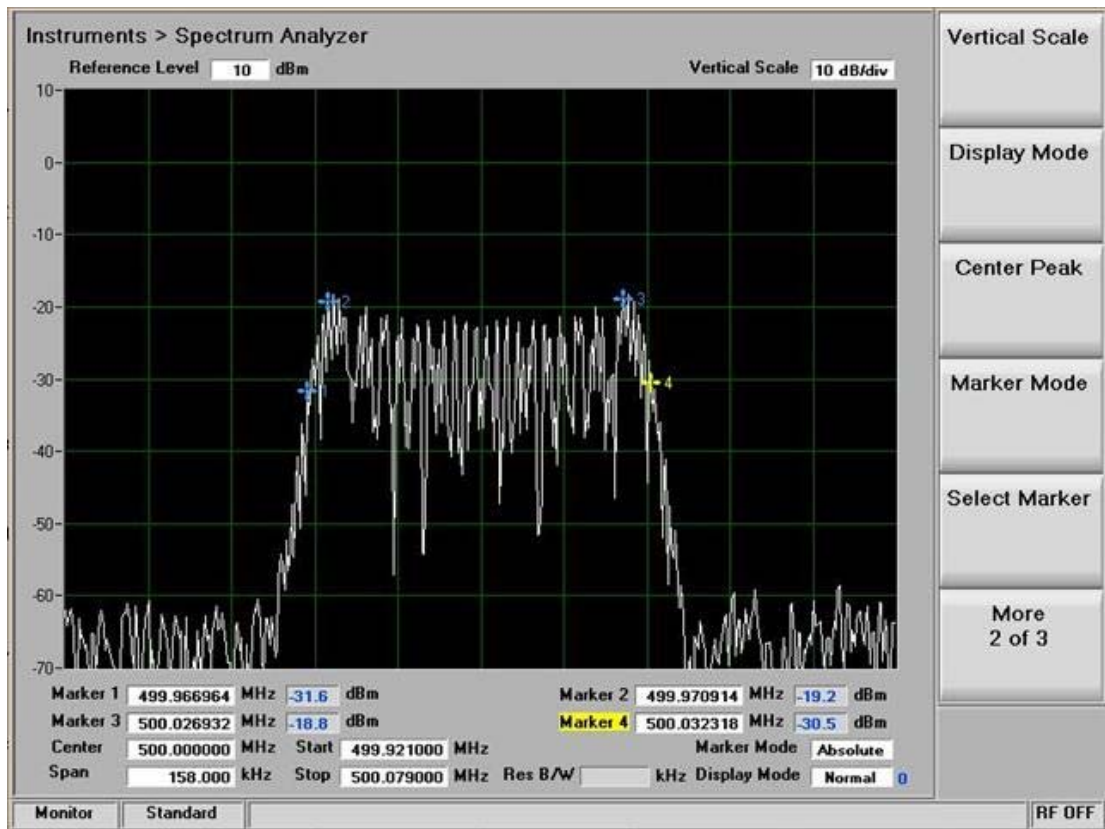 Instruments > Spectrum Analyzer
Reference Level 10 dBm Vertical Scale 10 dB/div
10
0
-10
-20
-30
-40
-50
-60
-70
2
3
1
4
Marker 1 499.966964 MHz -31.6 dBm Marker 2 499.970914 MHz -19.2 dBm
Marker 3 500.026932 MHz -18.8 dBm Marker 4 500.032318 MHz -30.5 dBm
Center 500.000000 MHz Start 499.921000 MHz Marker Mode Absolute
Span 158.000 kHz Stop 500.079000 MHz Res B/W kHz Display Mode Normal 0
Monitor Standard RF OFF
Vertical Scale
Display Mode
Center Peak
Marker Mode
Select Marker
More
2 of 3